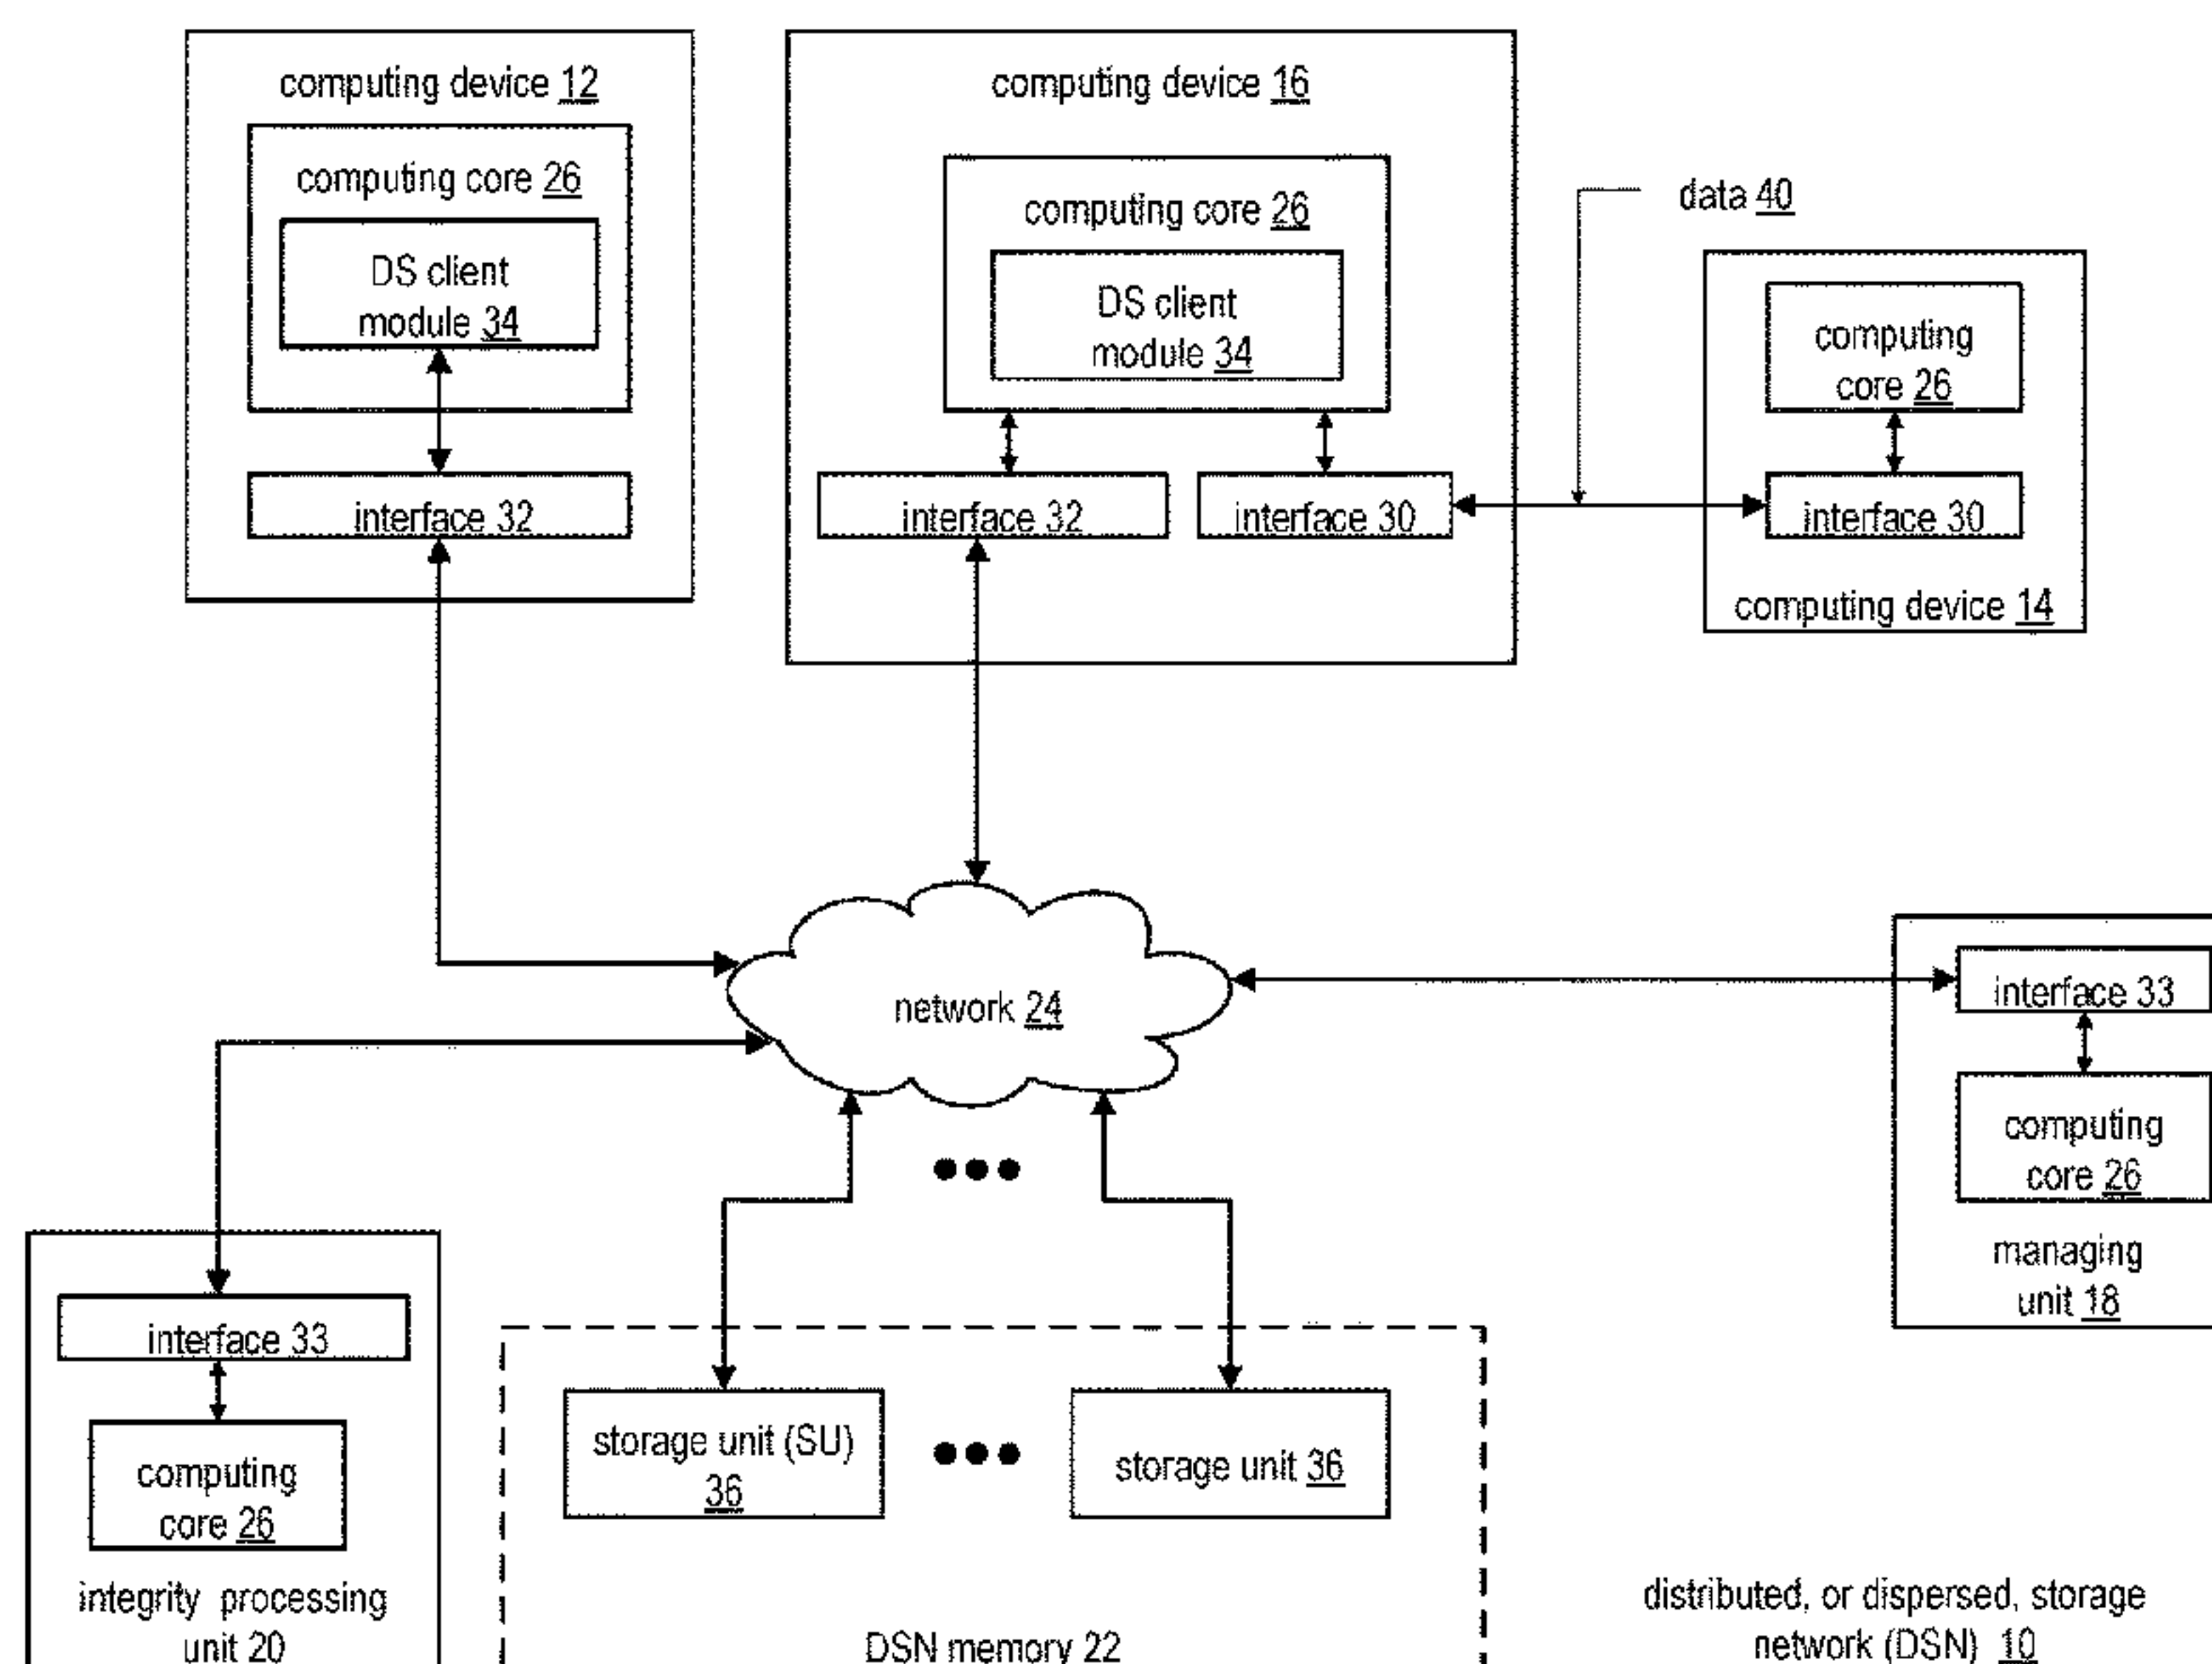 computing device 12
computing core 26
DS client
module 34
interface 32
computing device 16
computing core 26
DS client
module 34
interface 32
interface 30
data 40
computing
core 26
interface 30
computing device 14
network 24
interface 33
computing
core 26
managing
unit 18
interface 33
computing
core 26
integrity processing
unit 20
storage unit (SU)
36
storage unit 36
DSN memory 22
distributed, or dispersed, storage
network (DSN) 10